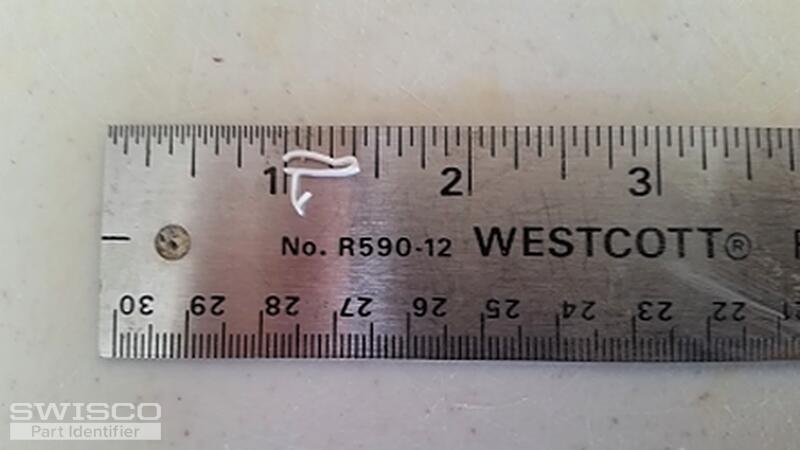 1 2 3
No. R590-12 WESTCOTT®
30 29 28 27 26 25 24 23 22
SWISCO
Part Identifier